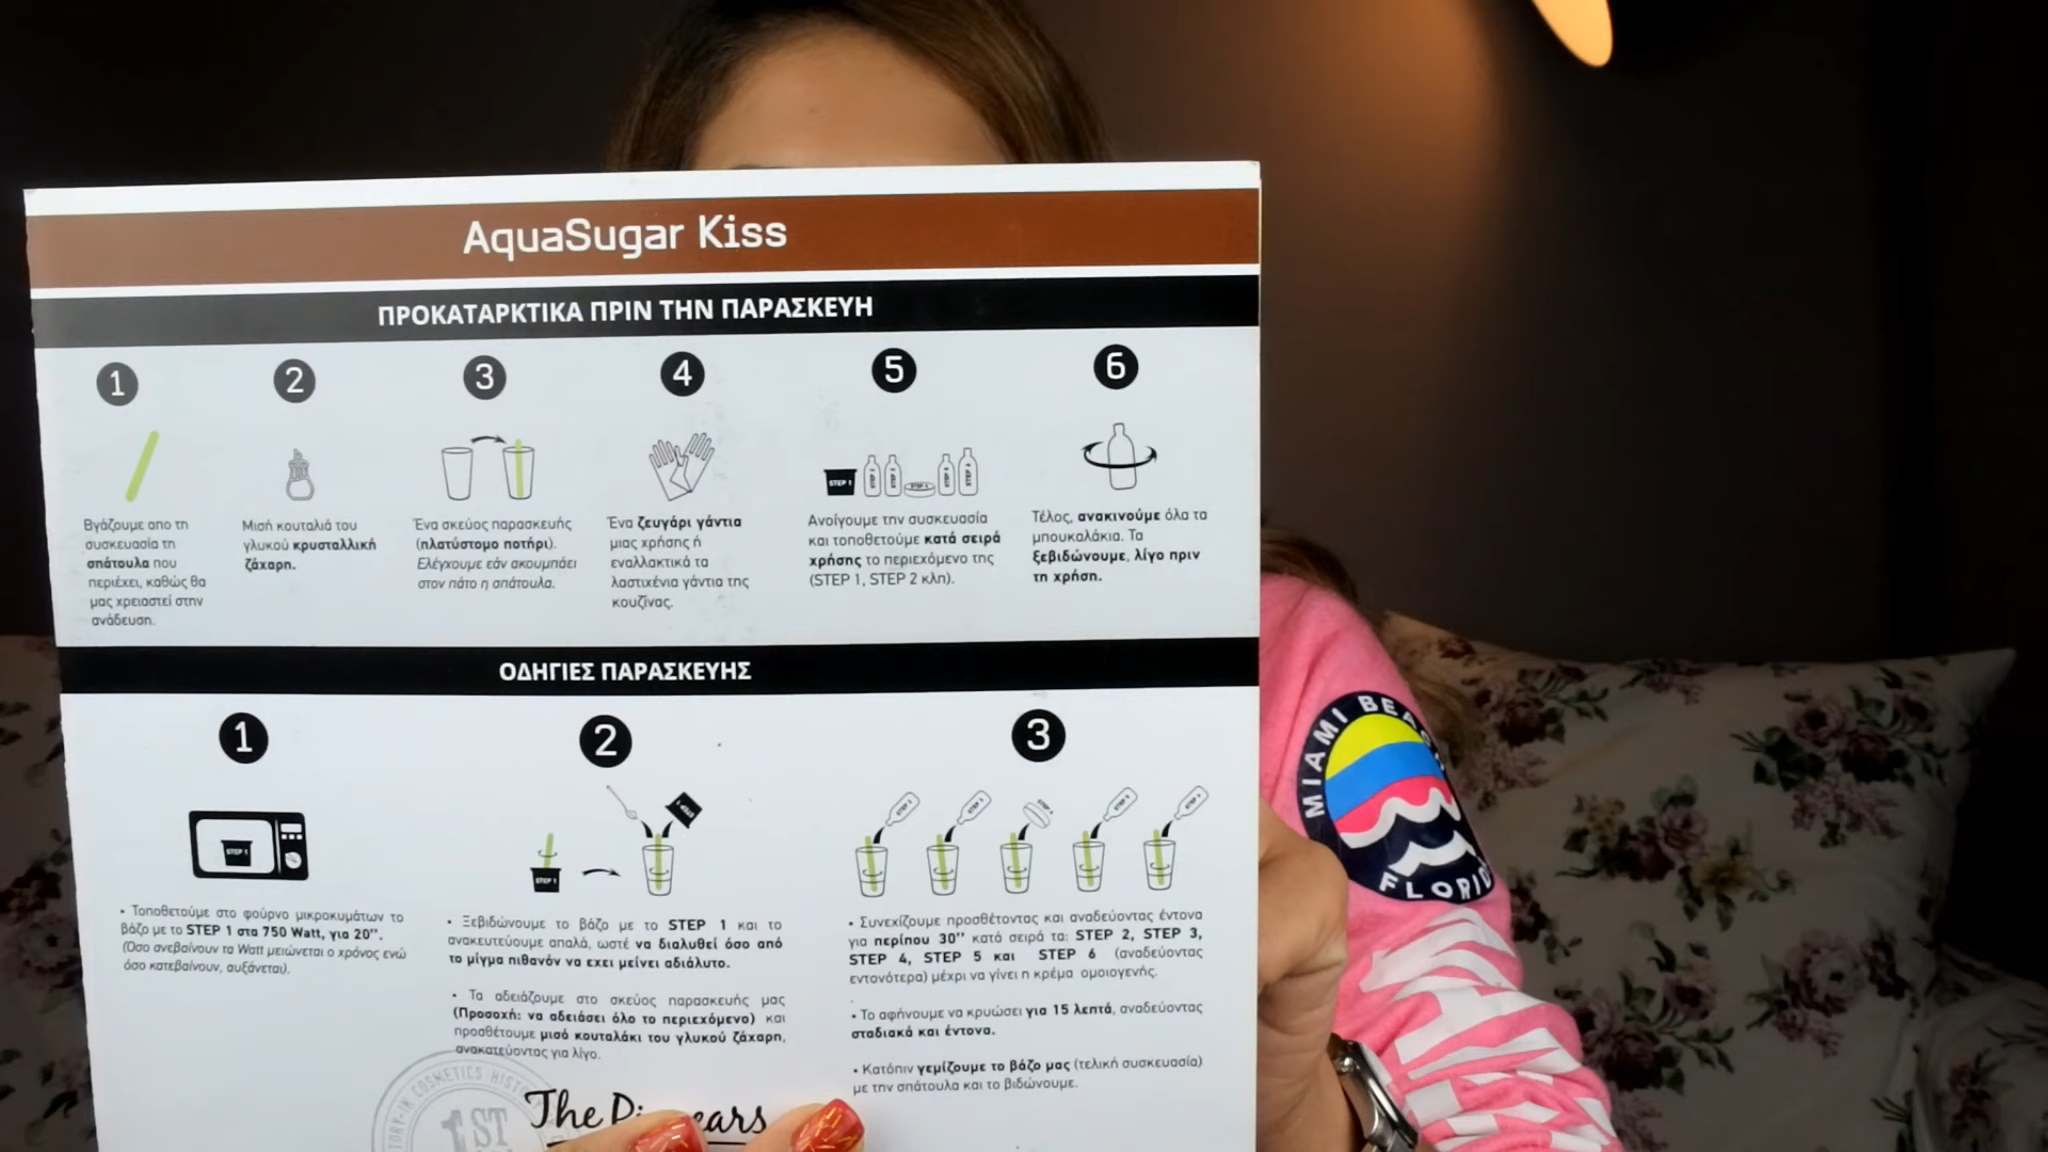 AquaSugar Kiss
ΠΡΟΚΑΤΑΡΚΤΙΚΑ ΠΡΙΝ ΤΗΝ ΠΑΡΑΣΚΕΥΗ
1
2
3
4
5
6
STEP 1
Βγάζουμε απο τη
συσκευασία τη
σπάτουλα που
περιέχει, καθώς θα
μας χρειαστεί στην
ανάδευση.
Μισή κουταλιά του
γλυκού κρυσταλλική
ζάχαρη.
Ένα σκεύος παρασκευής
(πλατύστομο ποτήρι).
Ελέγχουμε εάν ακουμπάει
στον πάτο η σπάτουλα.
Ένα ζευγάρι γάντια
μιας χρήσης ή
εναλλακτικά τα
λαστιχένια γάντια της
κουζίνας.
Ανοίγουμε την συσκευασία
και τοποθετούμε κατά σειρά
χρήσης το περιεχόμενο της
(STEP 1, STEP 2 κλπ).
Τέλος, ανακινούμε όλα τα
μπουκαλάκια. Τα
ξεβιδώνουμε, λίγο πριν
τη χρήση.
ΟΔΗΓΙΕΣ ΠΑΡΑΣΚΕΥΗΣ
1
2
3
STEP 1
STEP 1
• Τοποθετούμε στο φούρνο μικροκυμάτων το
βάζο με το STEP 1 στα 750 Watt, για 20’’.
(Όσο ανεβαίνουν τα Watt μειώνεται ο χρόνος ενώ
όσο κατεβαίνουν, αυξάνεται).
• Ξεβιδώνουμε το βάζο με το STEP 1 και το
ανακευτεύουμε απαλά, ωστέ να διαλυθεί όσο από
το μίγμα πιθανόν να εχει μείνει αδιάλυτο.
• Τα αδειάζουμε στο σκεύος παρασκευής μας
(Προσοχή: να αδειάσει όλο το περιεχόμενο) και
προσθέτουμε μισό κουταλάκι του γλυκού ζάχαρη,
ανακατεύοντας για λίγο.
• Συνεχίζουμε προσθέτοντας και αναδεύοντας έντονα
για περίπου 30’’ κατά σειρά τα: STEP 2, STEP 3,
STEP 4, STEP 5 και STEP 6 (αναδεύοντας
εντονότερα) μέχρι να γίνει η κρέμα ομοιογενής.
• Το αφήνουμε να κρυώσει για 15 λεπτά, αναδεύοντας
σταδιακά και έντονα.
• Κατόπιν γεμίζουμε το βάζο μας (τελική συσκευασία)
με την σπάτουλα και το βιδώνουμε.
COSMETICS
1ST
The
MIAMI
FLORID